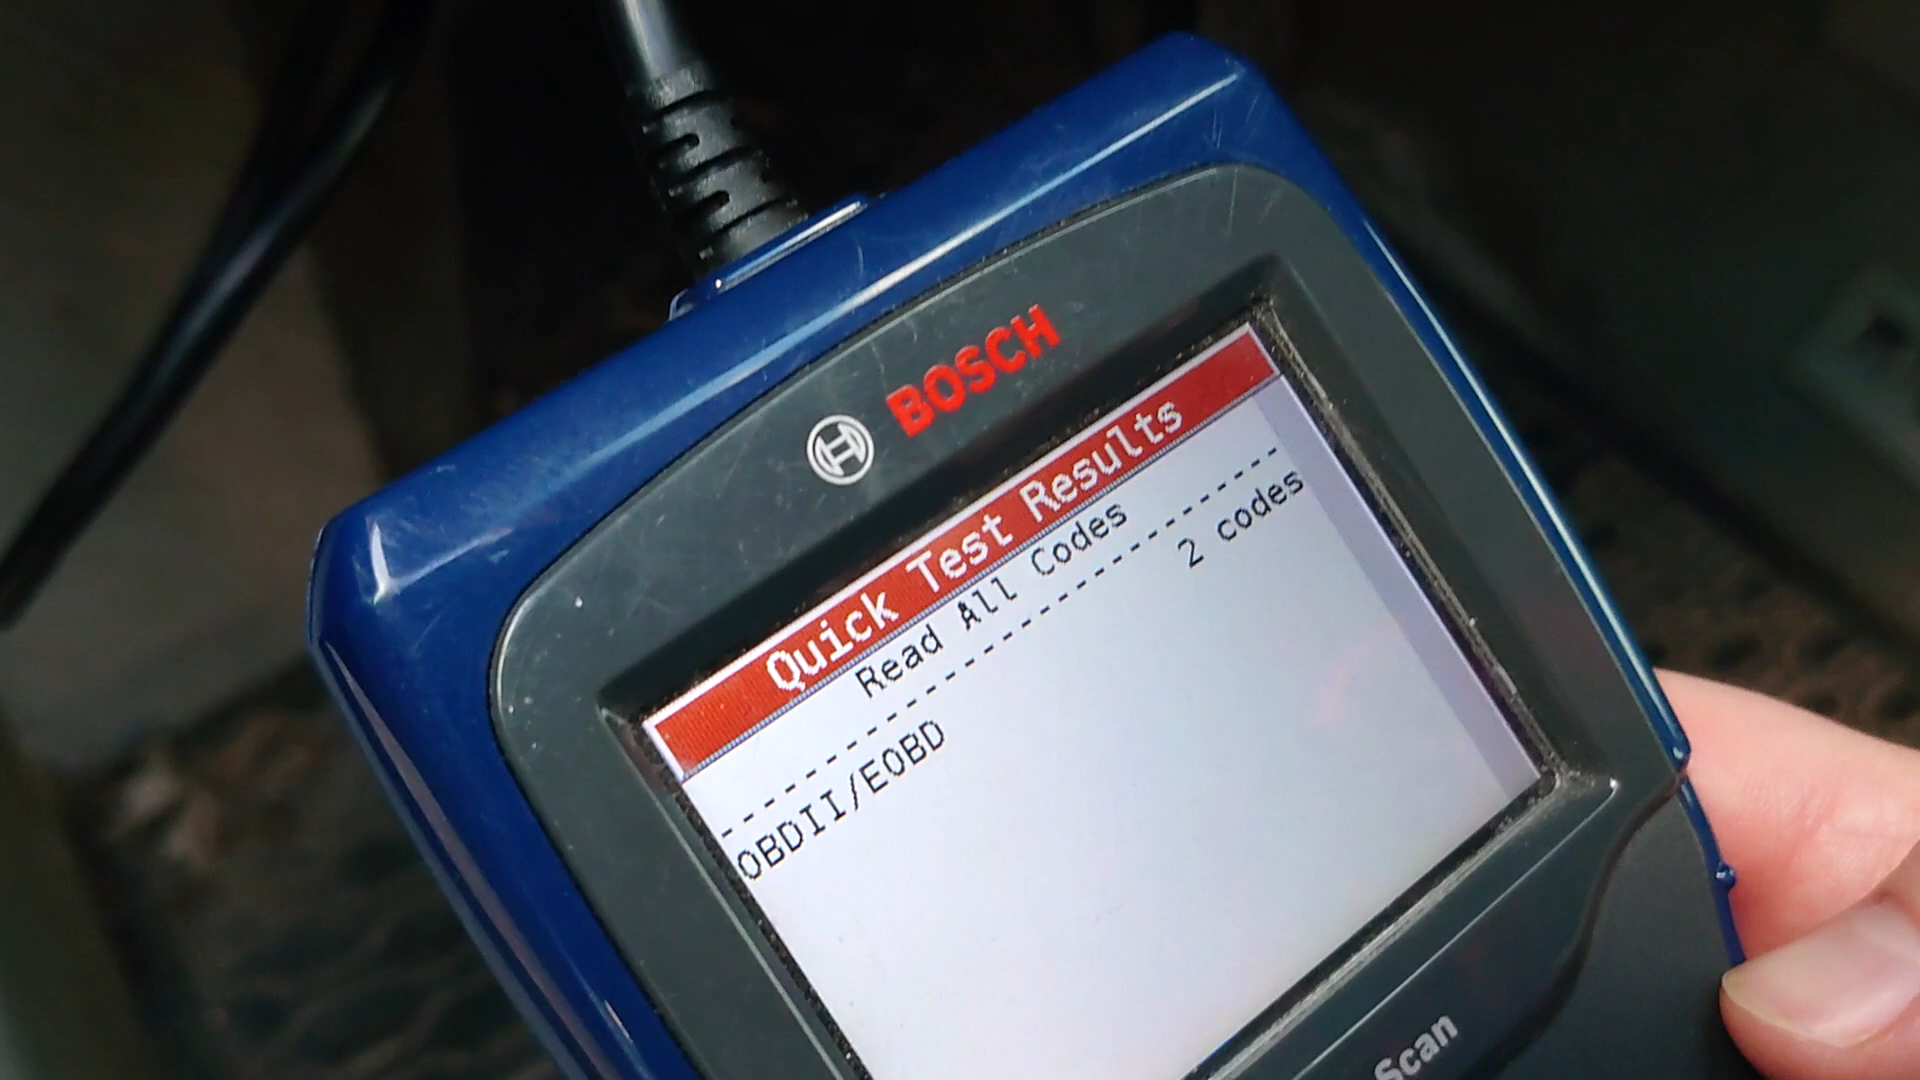 BOSCH
Quick Test Results
Read All Codes
--------------------------------
OBDII/EOBD 2 codes
Scan